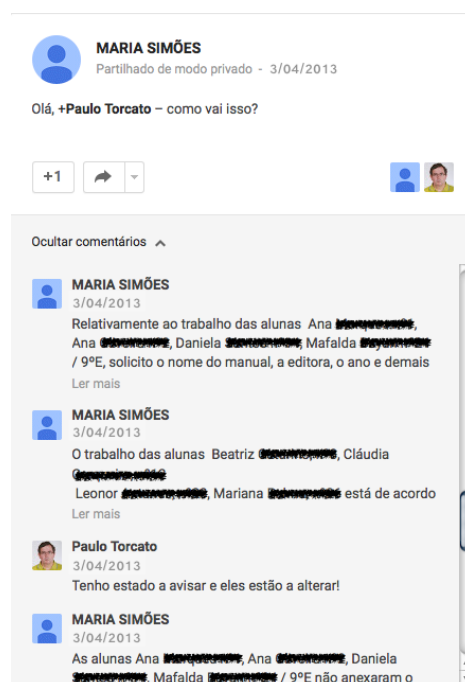 MARIA SIMÕES
Partilhado de modo privado - 3/04/2013
Olá, +Paulo Torcato – como vai isso?
+1
Ocultar comentários
MARIA SIMÕES
3/04/2013
Relativamente ao trabalho das alunas Ana
Ana , Daniela , Mafalda
/ 9ºE, solicito o nome do manual, a editora, o ano e demais
Ler mais
MARIA SIMÕES
3/04/2013
O trabalho das alunas Beatriz , Cláudia
Leonor , Mariana está de acordo
Ler mais
Paulo Torcato
3/04/2013
Tenho estado a avisar e eles estão a alterar!
MARIA SIMÕES
3/04/2013
As alunas Ana , Ana , Daniela
, Mafalda / 9ºE não anexaram o